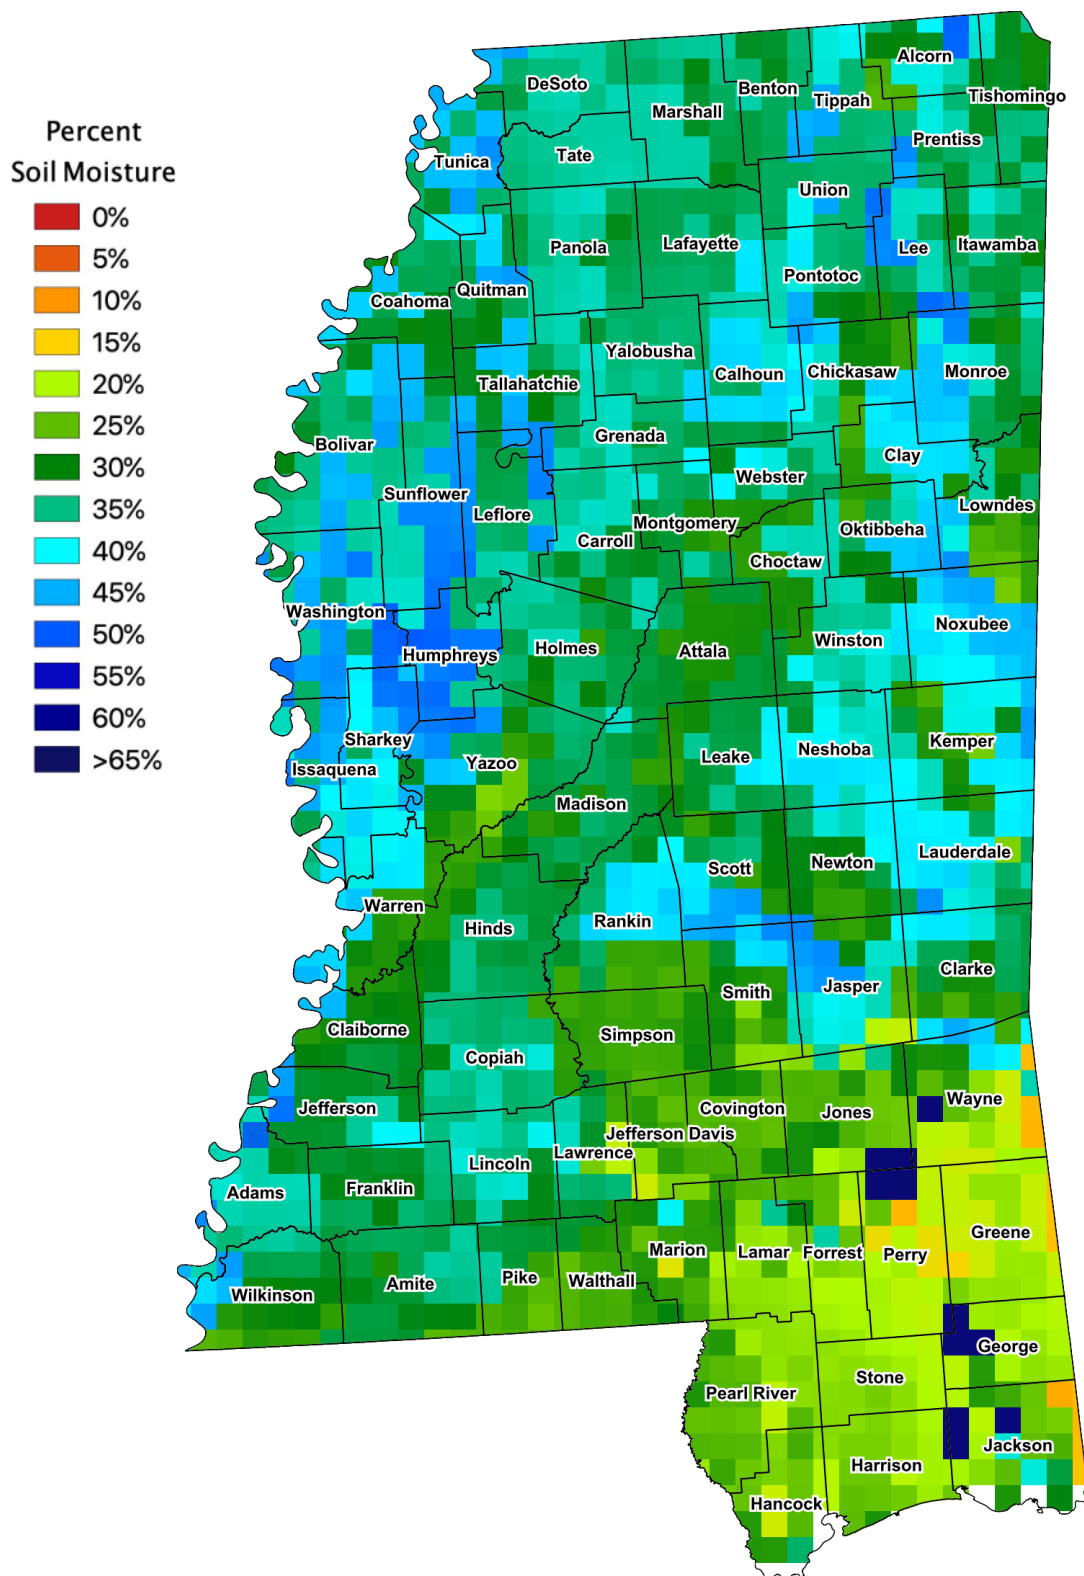 Percent
Soil Moisture
0%
5%
10%
15%
20%
25%
30%
35%
40%
45%
50%
55%
60%
>65%
Alcorn
DeSoto
Benton
Tippah
Tishomingo
Marshall
Prentiss
Tunica
Tate
Union
Panola
Lafayette
Lee
Itawamba
Pontotoc
Quitman
Coahoma
Yalobusha
Calhoun
Chickasaw
Monroe
Tallahatchie
Grenada
Bolivar
Clay
Webster
Sunflower
Leflore
Lowndes
Montgomery
Oktibbeha
Carroll
Choctaw
Washington
Noxubee
Winston
Holmes
Attala
Humphreys
Sharkey
Kemper
Neshoba
Leake
Yazoo
Issaquena
Madison
Lauderdale
Newton
Scott
Warren
Rankin
Hinds
Clarke
Jasper
Smith
Claiborne
Simpson
Copiah
Wayne
Jefferson
Covington
Jones
Jefferson Davis
Lawrence
Lincoln
Franklin
Adams
Greene
Marion
Lamar
Forrest
Perry
Pike
Walthall
Amite
Wilkinson
George
Stone
Pearl River
Jackson
Harrison
Hancock